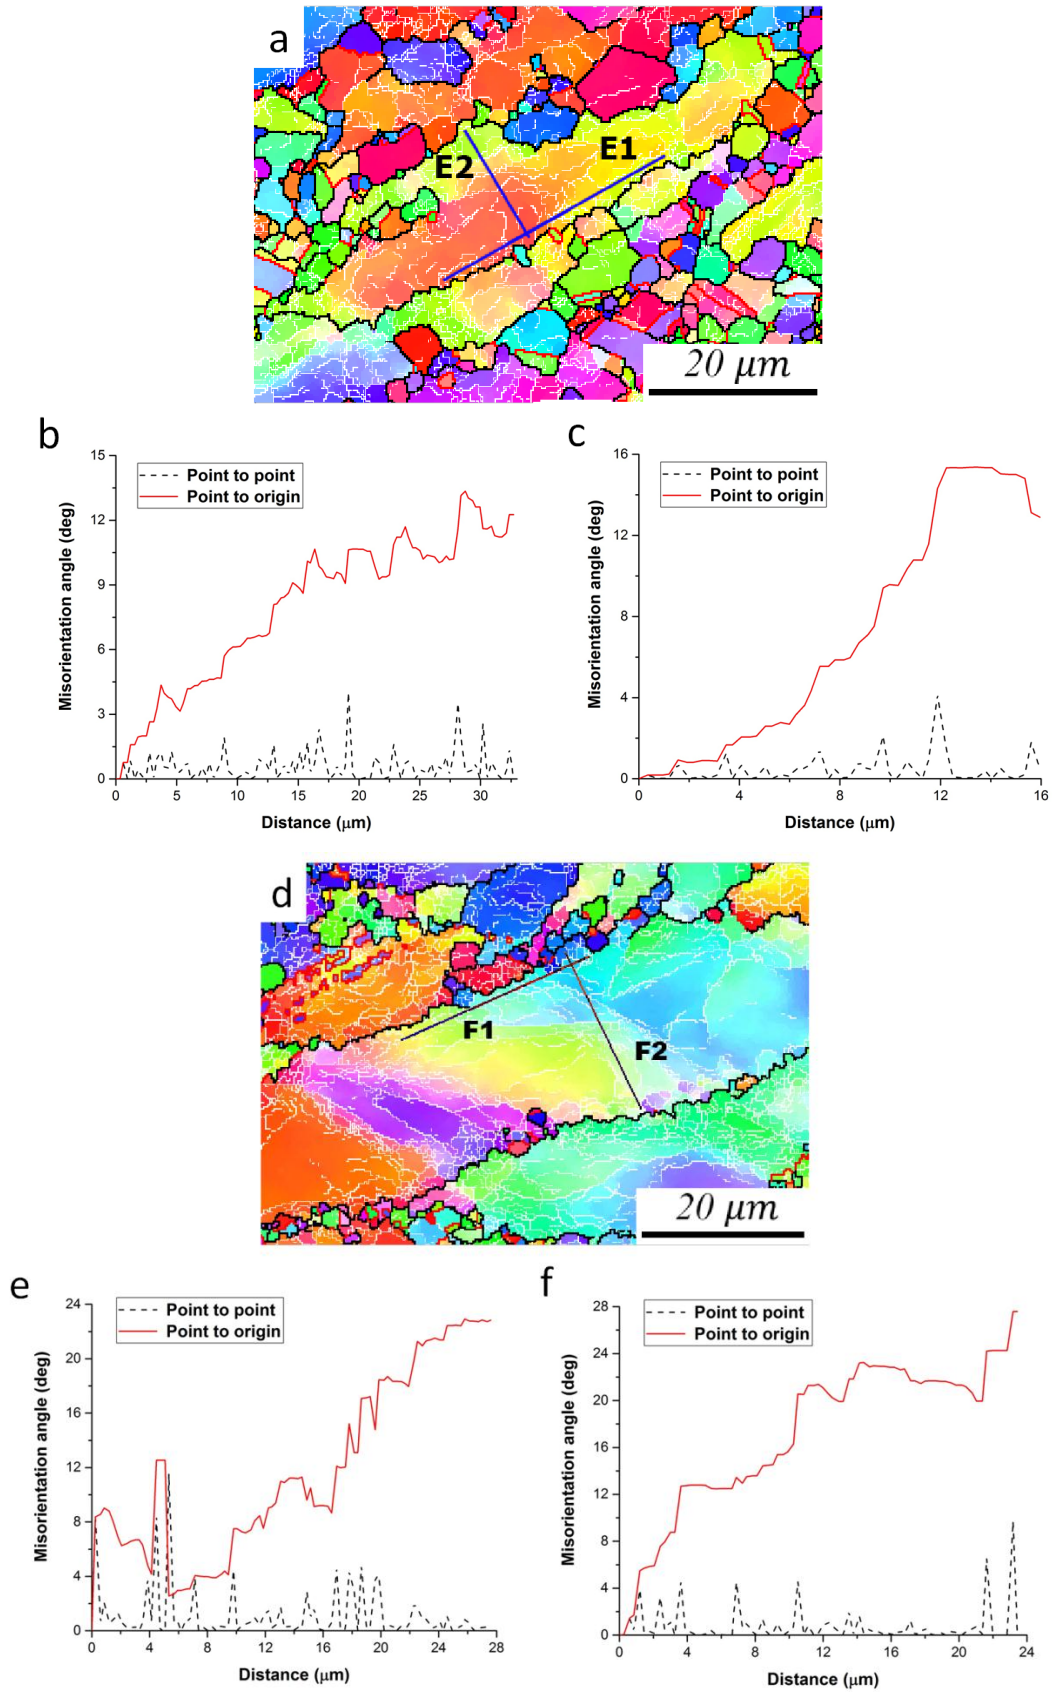 a
E2
E1
20 μm
b
15
12
9
6
3
0
Misorientation angle (deg)
Point to point
Point to origin
0
5
10
15
20
25
30
Distance (μm)
c
16
12
8
4
0
Misorientation angle (deg)
Point to point
Point to origin
0
4
8
12
16
Distance (μm)
d
F1
F2
20 μm
e
24
20
16
12
8
4
0
Misorientation angle (deg)
Point to point
Point to origin
0
4
8
12
16
20
24
28
Distance (μm)
f
28
24
20
16
12
8
4
0
Misorientation angle (deg)
Point to point
Point to origin
0
4
8
12
16
20
24
Distance (μm)